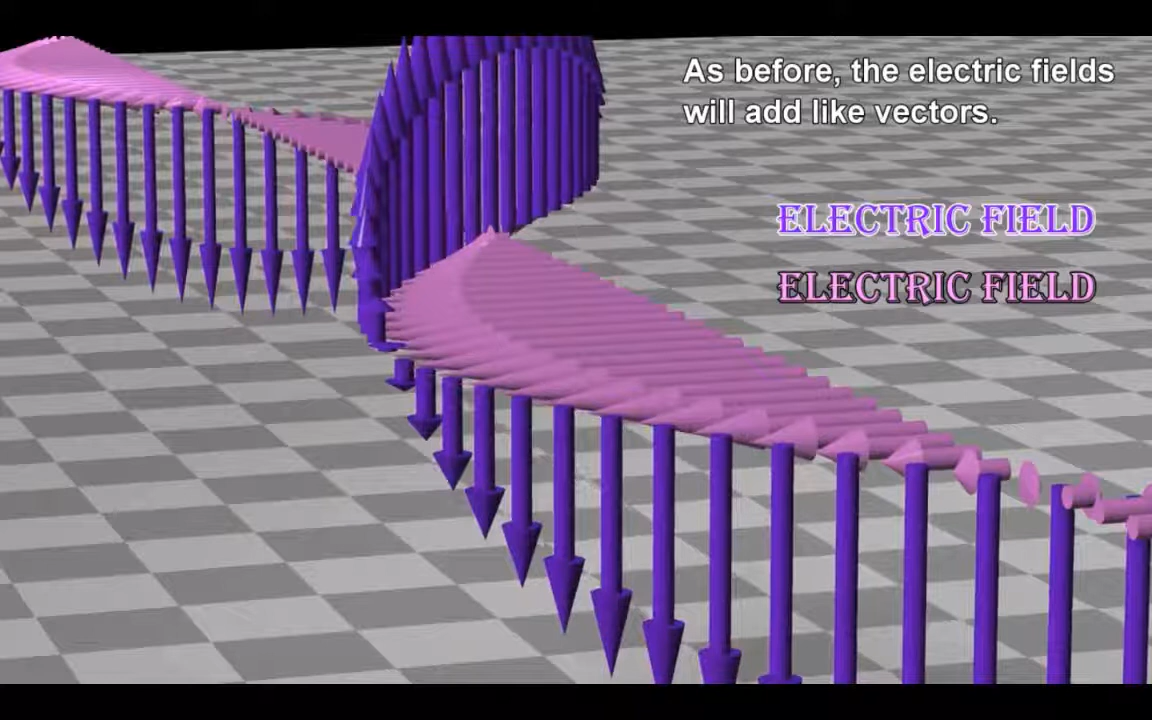 As before, the electric fields
will add like vectors.
ELECTRIC FIELD
ELECTRIC FIELD